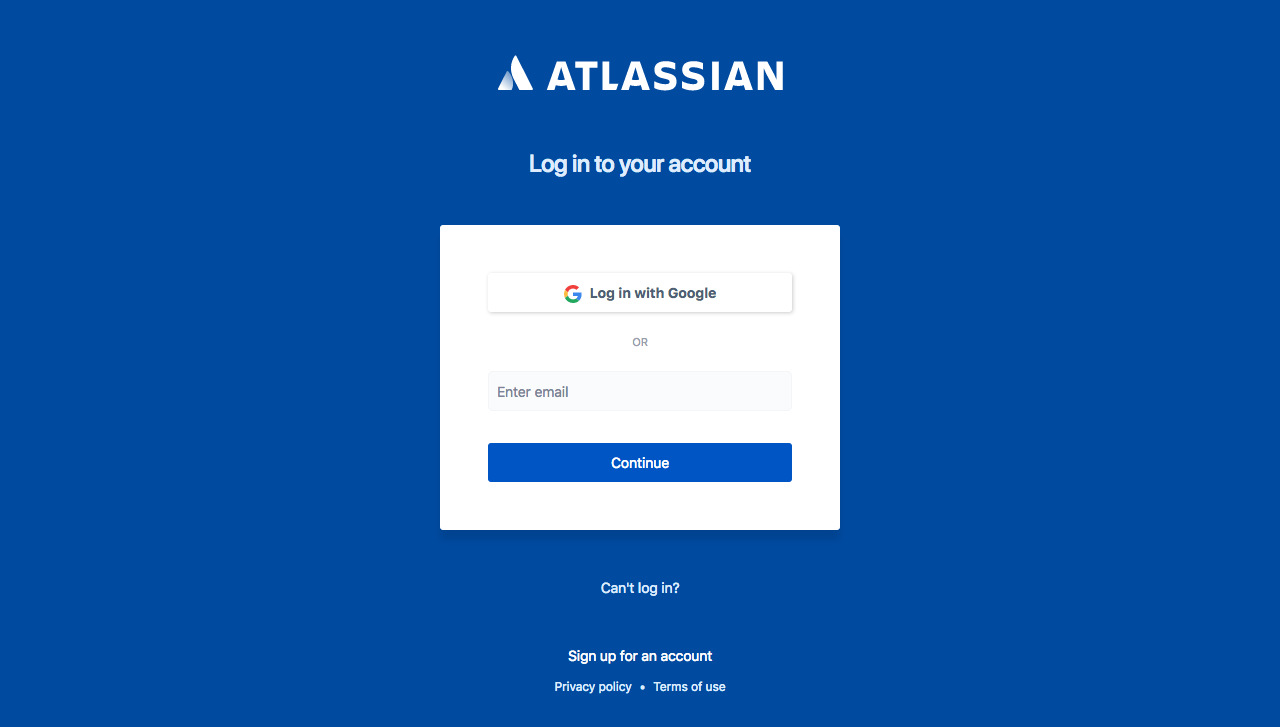 ATLASSIAN
Log in to your account
Log in with Google
OR
Enter email
Continue
Can't log in?
Sign up for an account
Privacy policy • Terms of use